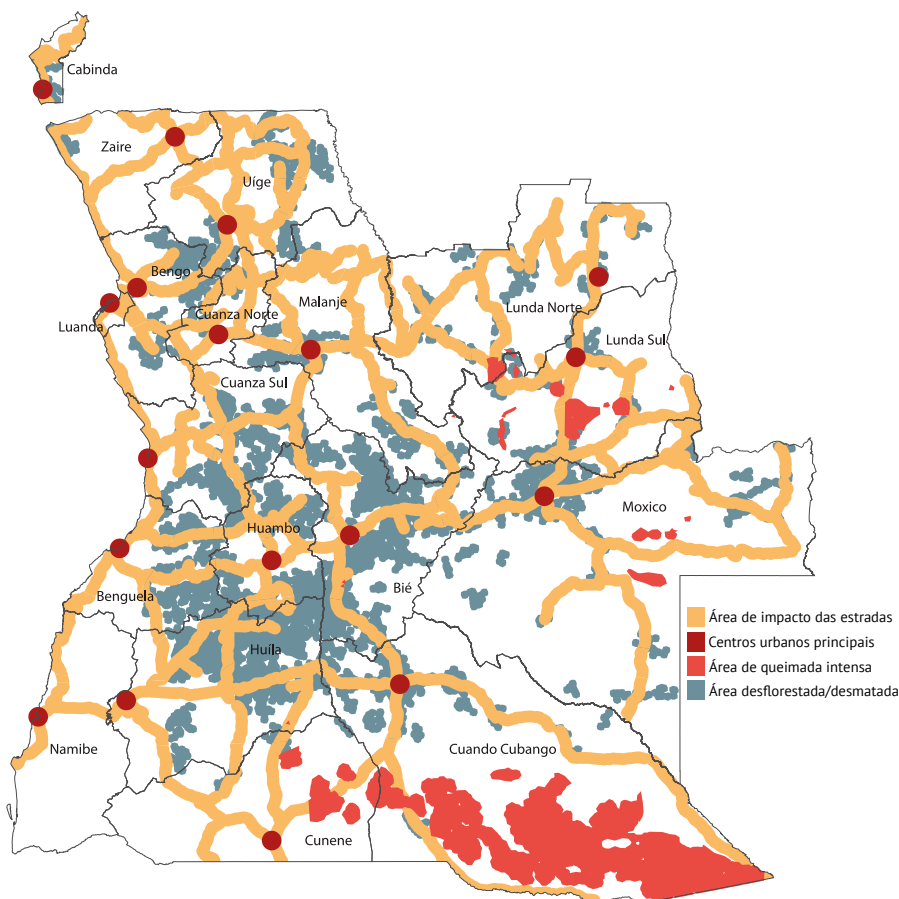 Cabinda
Zaire
Uíge
Bengo
Luanda
Cuanza Norte
Malanje
Lunda Norte
Lunda Sul
Cuanza Sul
Moxico
Huambo
Benguela
Bié
Huíla
Namibe
Cuando Cubango
Cunene
Área de impacto das estradas
Centros urbanos principais
Área de queimada intensa
Área desflorestada/desmatada